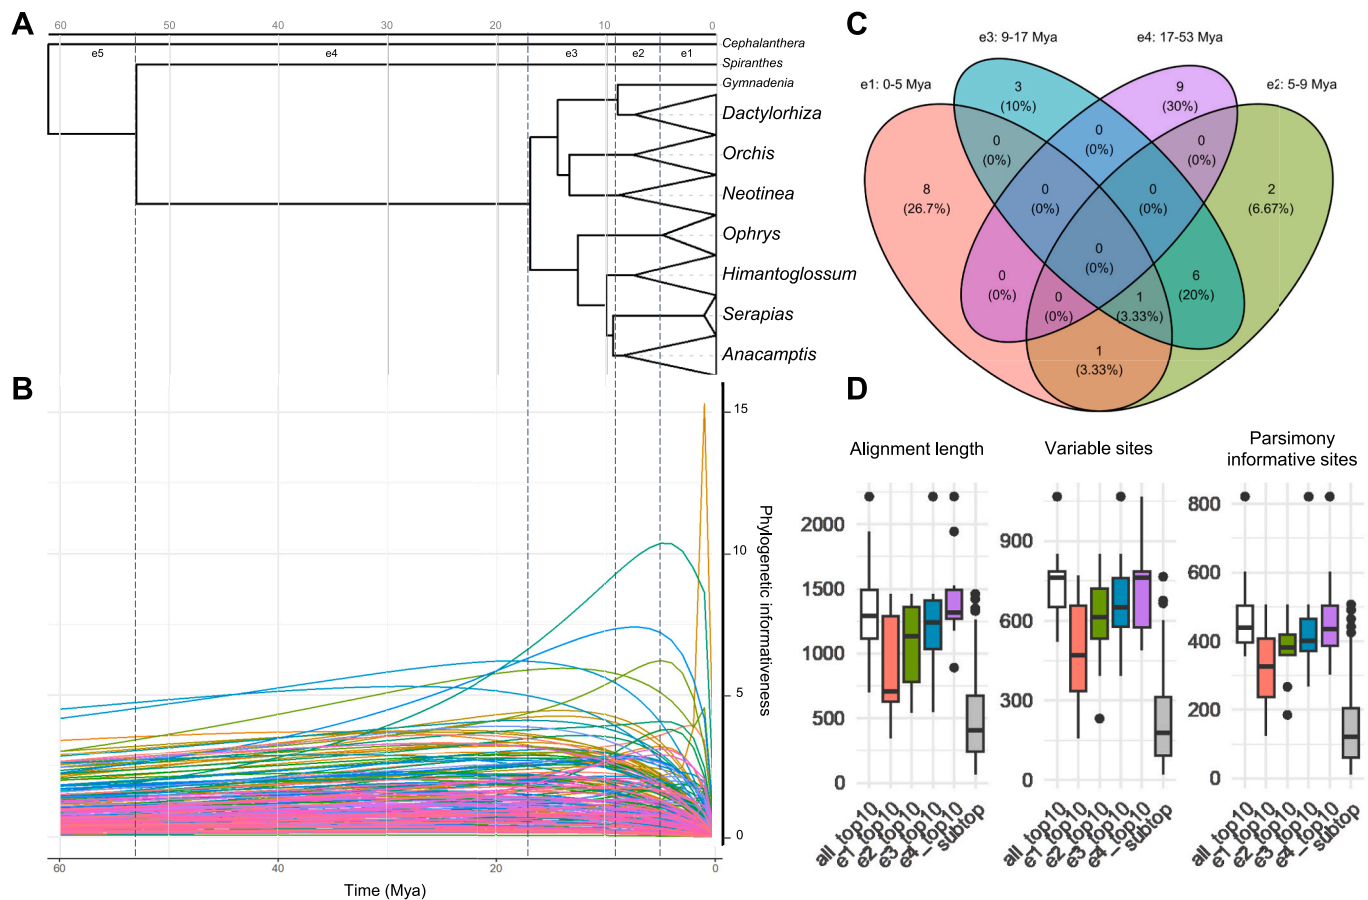 A
60
50
40
30
20
10
0
e5
e4
e3
e2
e1
Cephalanthera
Spiranthes
Gymnadenia
Dactylorhiza
Orchis
Neotinea
Ophrys
Himantoglossum
Serapias
Anacamptis
B
15
10
5
0
Phylogenetic informativeness
60
40
20
0
Time (Mya)
C
e3: 9-17 Mya
e4: 17-53 Mya
e1: 0-5 Mya
e2: 5-9 Mya
3
(10%)
9
(30%)
0
(0%)
0
(0%)
0
(0%)
8
(26.7%)
0
(0%)
0
(0%)
2
(6.67%)
0
(0%)
0
(0%)
6
(20%)
0
(0%)
1
(3.33%)
1
(3.33%)
D
Alignment length
2000
1500
1000
500
0
all_top10
e1_top10
e2_top10
e3_top10
e4_top10
_subtop
Variable sites
900
600
300
0
all_top10
e1_top10
e2_top10
e3_top10
e4_top10
_subtop
Parsimony
informative sites
800
600
400
200
0
all_top10
e1_top10
e2_top10
e3_top10
e4_top10
_subtop